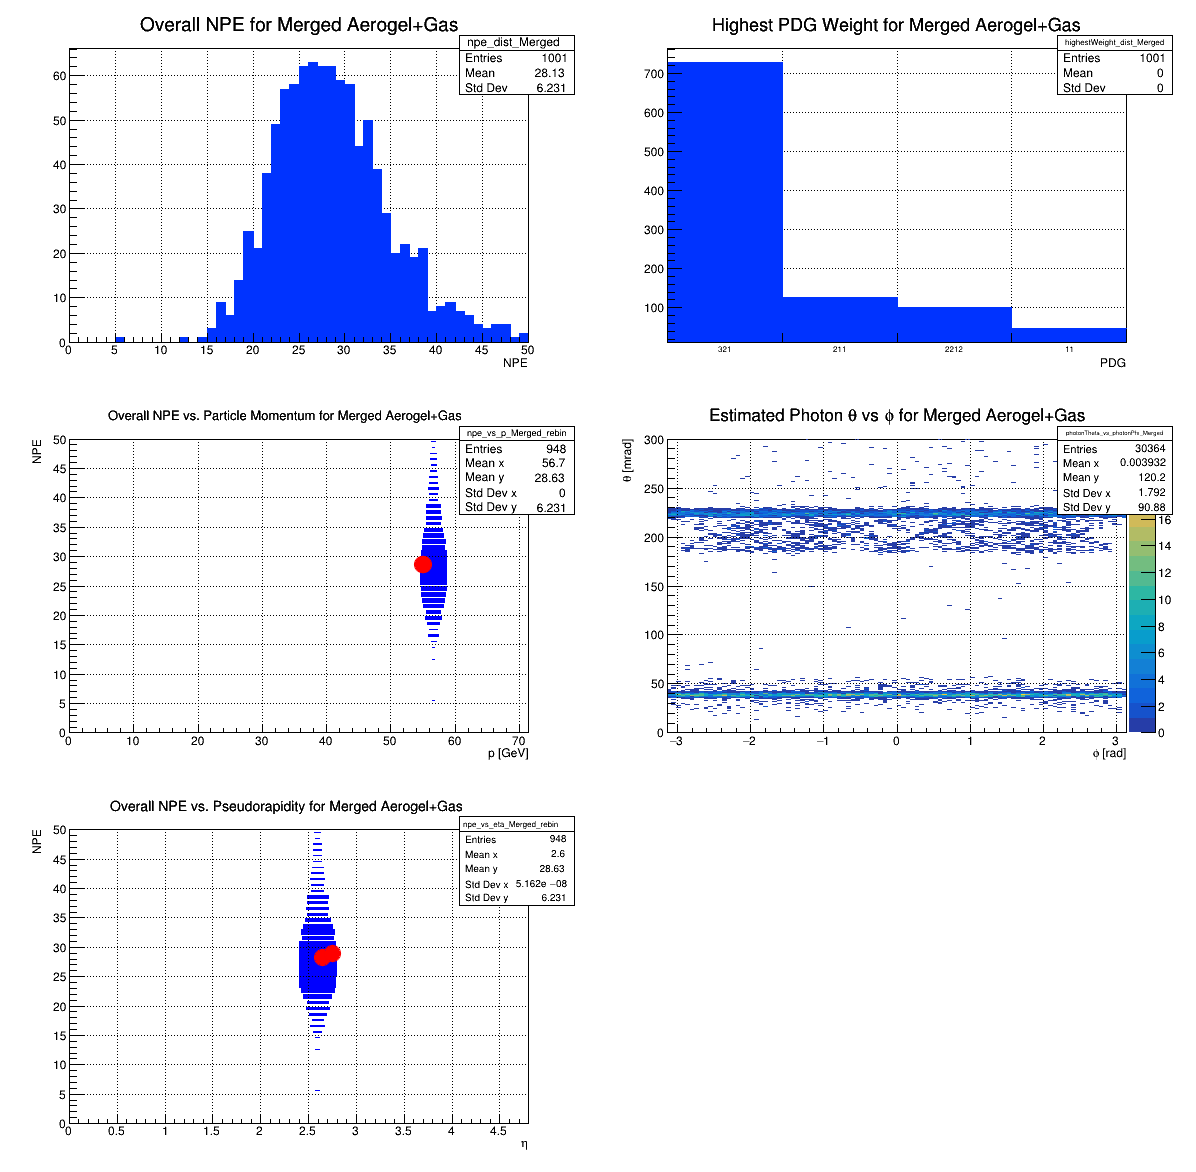 Overall NPE for Merged Aerogel+Gas
npe_dist_Merged
Entries 1001
Mean 28.13
Std Dev 6.231
60
50
40
30
20
10
0
0 5 10 15 20 25 30 35 40 45 50
NPE
Highest PDG Weight for Merged Aerogel+Gas
highestWeight_dist_Merged
Entries 1001
Mean 0
Std Dev 0
700
600
500
400
300
200
100
321 211 2212 11
PDG
Overall NPE vs. Particle Momentum for Merged Aerogel+Gas
npe_vs_p_Merged_rebin
Entries 948
Mean x 56.7
Mean y 28.63
Std Dev x 0
Std Dev y 6.231
NPE
50
45
40
35
30
25
20
15
10
5
0
0 10 20 30 40 50 60 70
p [GeV]
Estimated Photon θ vs ϕ for Merged Aerogel+Gas
photonTheta_vs_photonPhi_Merged
Entries 30364
Mean x 0.003932
Mean y 120.2
Std Dev x 1.792
Std Dev y 90.88
θ [mrad]
300
250
200
150
100
50
0
−3 −2 −1 0 1 2 3
ϕ [rad]
16
14
12
10
8
6
4
2
0
Overall NPE vs. Pseudorapidity for Merged Aerogel+Gas
npe_vs_eta_Merged_rebin
Entries 948
Mean x 2.6
Mean y 28.63
Std Dev x 5.162e −08
Std Dev y 6.231
NPE
50
45
40
35
30
25
20
15
10
5
0
0 0.5 1 1.5 2 2.5 3 3.5 4 4.5
η